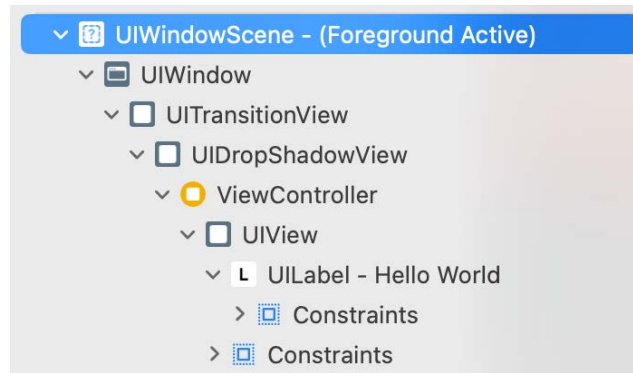 UIWindowScene - (Foreground Active)
UIWindow
UITransitionView
UIDropShadowView
ViewController
UIView
L UILabel - Hello World
Constraints
Constraints